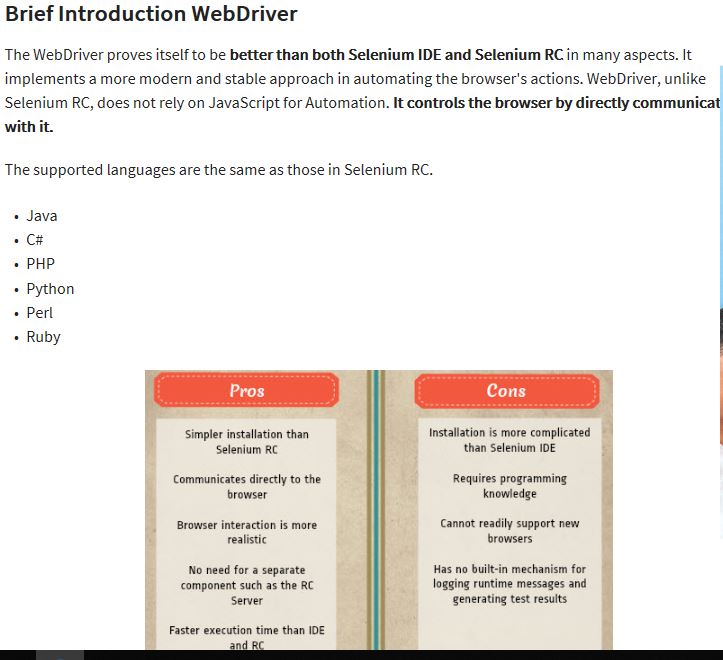 Brief Introduction WebDriver
The WebDriver proves itself to be better than both Selenium IDE and Selenium RC in many aspects. It
implements a more modern and stable approach in automating the browser's actions. WebDriver, unlike
Selenium RC, does not rely on JavaScript for Automation. It controls the browser by directly communicat
with it.
The supported languages are the same as those in Selenium RC.
• Java
• C#
• PHP
• Python
• Perl
• Ruby
Pros
Simpler installation than
Selenium RC
Communicates directly to the
browser
Browser interaction is more
realistic
No need for a separate
component such as the RC
Server
Faster execution time than IDE
and RC
Cons
Installation is more complicated
than Selenium IDE
Requires programming
knowledge
Cannot readily support new
browsers
Has no built-in mechanism for
logging runtime messages and
generating test results